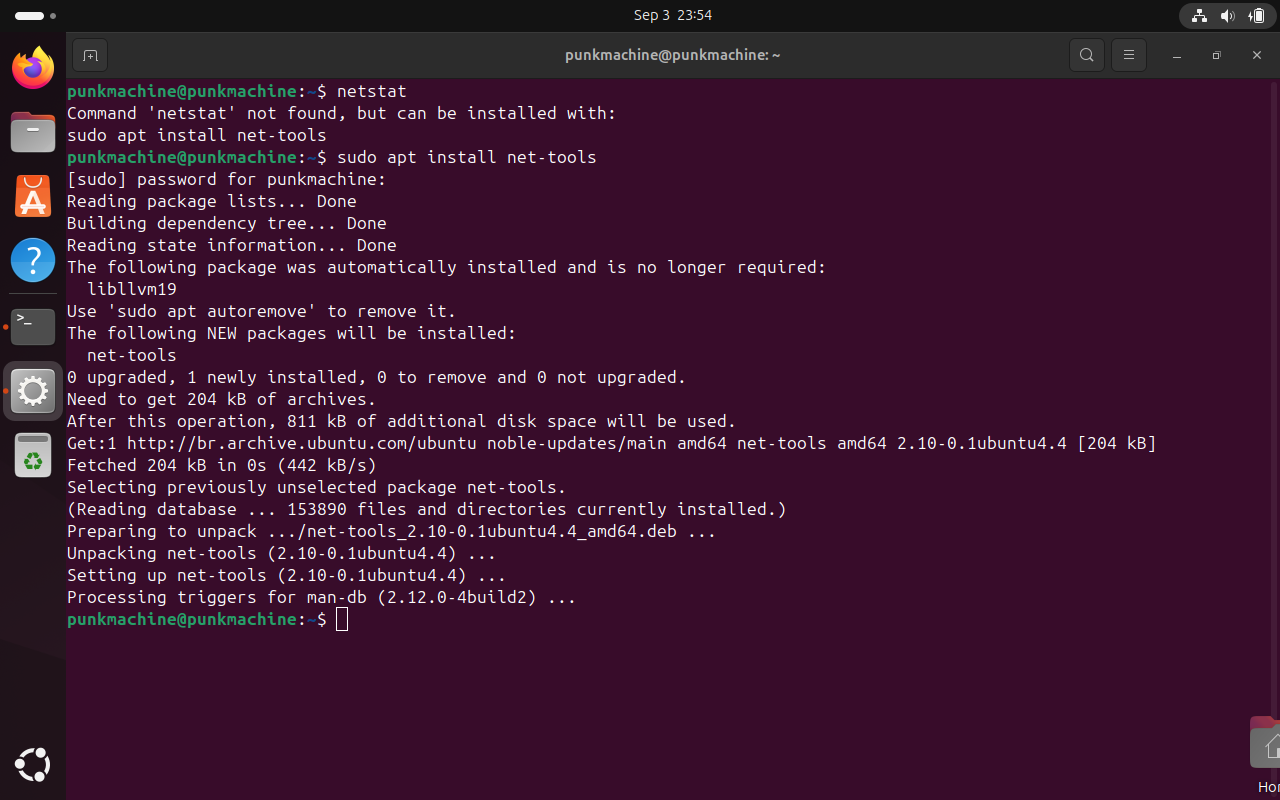 Sep 3 23:54
punkmachine@punkmachine: ~
punkmachine@punkmachine:~$ netstat
Command 'netstat' not found, but can be installed with:
sudo apt install net-tools
punkmachine@punkmachine:~$ sudo apt install net-tools
[sudo] password for punkmachine:
Reading package lists... Done
Building dependency tree... Done
Reading state information... Done
The following package was automatically installed and is no longer required:
  libllvm19
Use 'sudo apt autoremove' to remove it.
The following NEW packages will be installed:
  net-tools
0 upgraded, 1 newly installed, 0 to remove and 0 not upgraded.
Need to get 204 kB of archives.
After this operation, 811 kB of additional disk space will be used.
Get:1 http://br.archive.ubuntu.com/ubuntu noble-updates/main amd64 net-tools amd64 2.10-0.1ubuntu4.4 [204 kB]
Fetched 204 kB in 0s (442 kB/s)
Selecting previously unselected package net-tools.
(Reading database ... 153890 files and directories currently installed.)
Preparing to unpack .../net-tools_2.10-0.1ubuntu4.4_amd64.deb ...
Unpacking net-tools (2.10-0.1ubuntu4.4) ...
Setting up net-tools (2.10-0.1ubuntu4.4) ...
Processing triggers for man-db (2.12.0-4build2) ...
punkmachine@punkmachine:~$